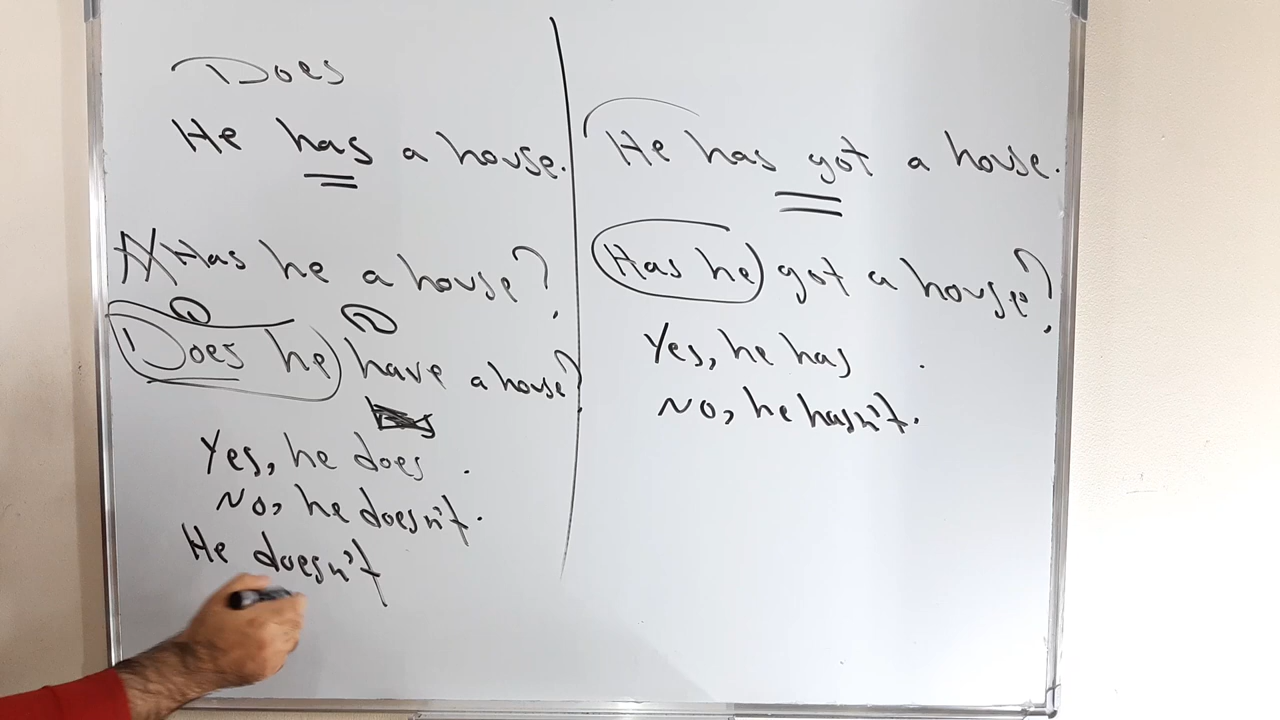 Does
He has a house.
Has he a house?
Does he have a house?
Yes, he does.
No, he doesn't.
He doesn't
He has got a house.
Has he got a house?
Yes, he has.
No, he hasn't.